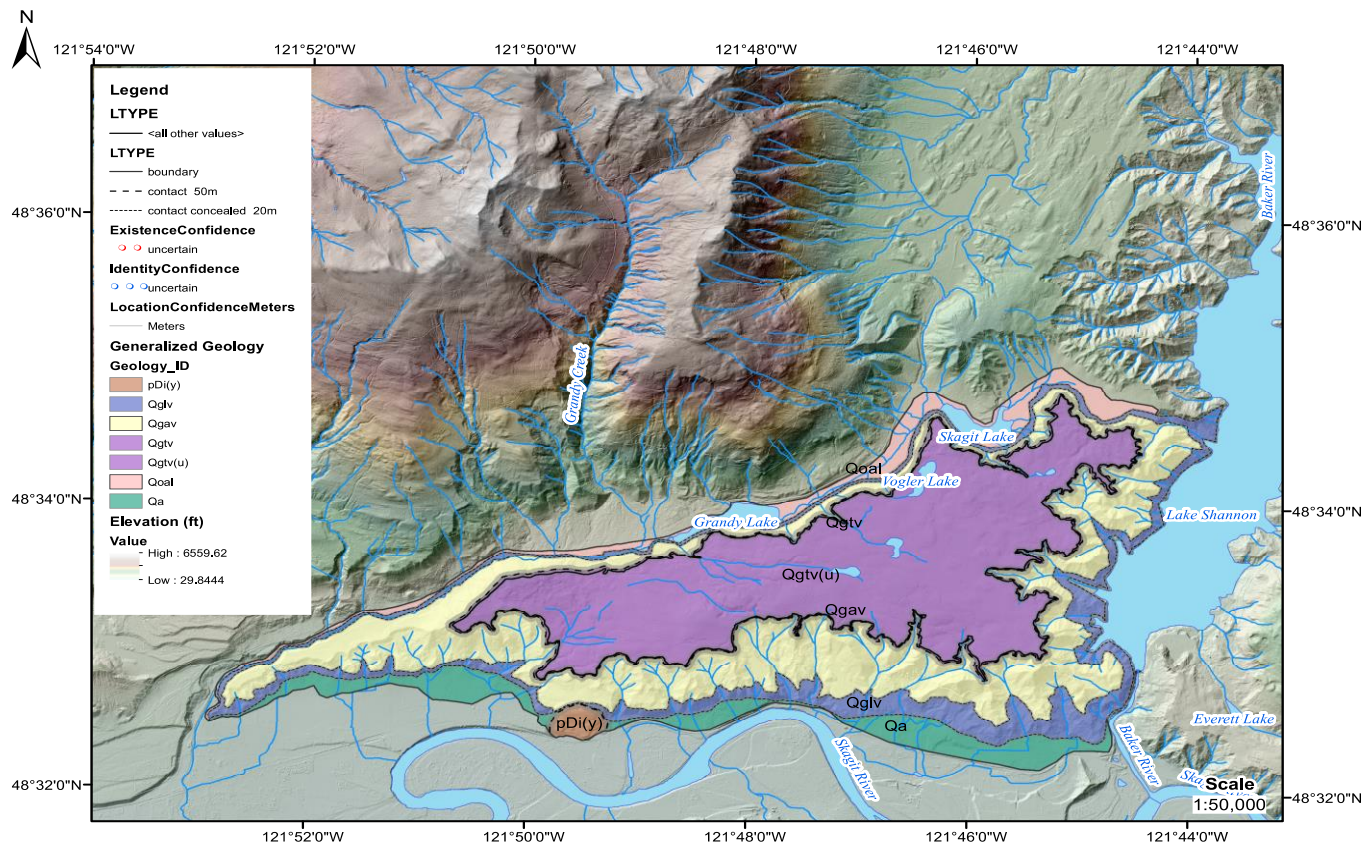 N
121°54'0"W 121°52'0"W 121°50'0"W 121°48'0"W 121°46'0"W 121°44'0"W
Legend
LTYPE
<all other values>
LTYPE
boundary
contact 50m
contact concealed 20m
ExistenceConfidence
uncertain
IdentityConfidence
uncertain
LocationConfidenceMeters
Meters
Generalized Geology
Geology_ID
pDi(y)
Qglv
Qgav
Qgtv
Qgtv(u)
Qoal
Qa
Elevation (ft)
Value
High : 6559.62
Low : 29.8444
48°36'0"N
48°34'0"N
48°32'0"N
Baker River
Grandy Creek
Skagit Lake
Qoal
Vogler Lake
Grandy Lake
Qgtv
Lake Shannon
Qgtv(u)
Qgav
Qglv
pDi(y)
Qa
Skagit River
Baker River
Everett Lake
48°36'0"N
48°34'0"N
48°32'0"N
Scale
1:50,000
121°52'0"W 121°50'0"W 121°48'0"W 121°46'0"W 121°44'0"W